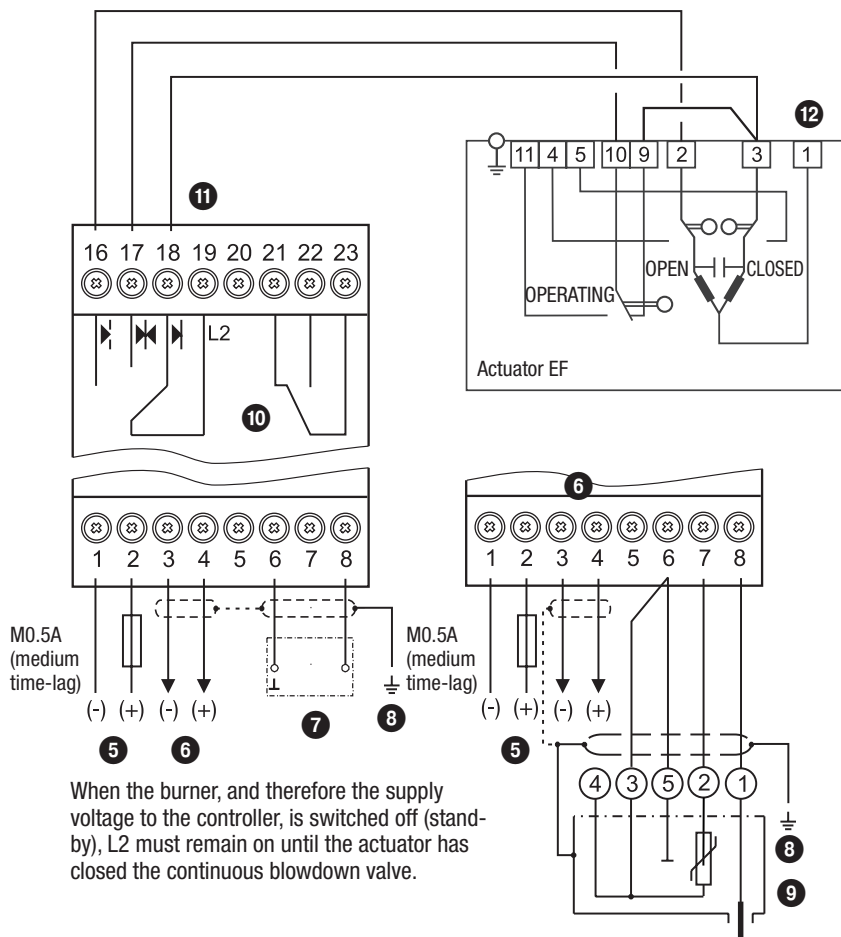 12
11 4 5 10 9 2 3 1
11
16 17 18 19 20 21 22 23
OPEN CLOSED
OPERATING
L2
Actuator EF
10
6
1 2 3 4 5 6 7 8
1 2 3 4 5 6 7 8
M0.5A
(medium
time-lag)
(-) (+) (-) (+)
5 6 7 8
M0.5A
(medium
time-lag)
(-) (+) (-) (+)
5
4 3 5 2 1
8
9
When the burner, and therefore the supply
voltage to the controller, is switched off (stand-
by), L2 must remain on until the actuator has
closed the continuous blowdown valve.